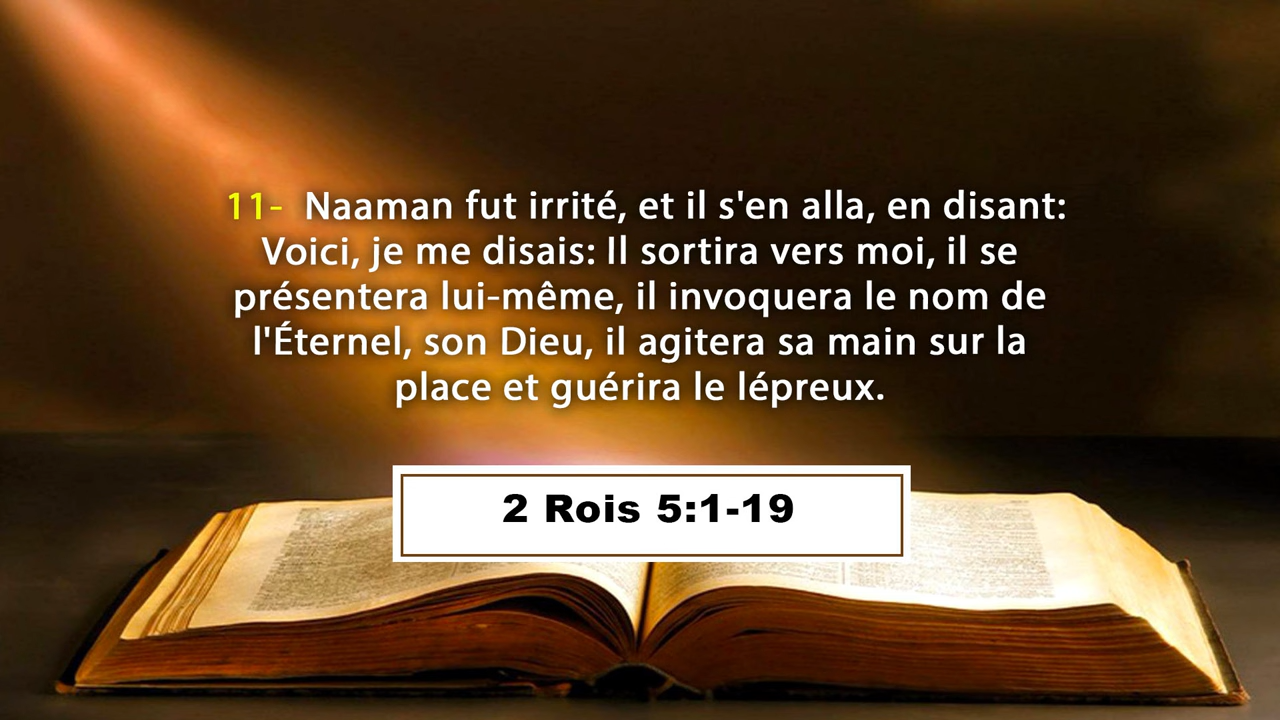 11- Naaman fut irrité, et il s'en alla, en disant:
Voici, je me disais: Il sortira vers moi, il se
présentera lui-même, il invoquera le nom de
l'Éternel, son Dieu, il agitera sa main sur la
place et guérira le lépreux.
2 Rois 5:1-19